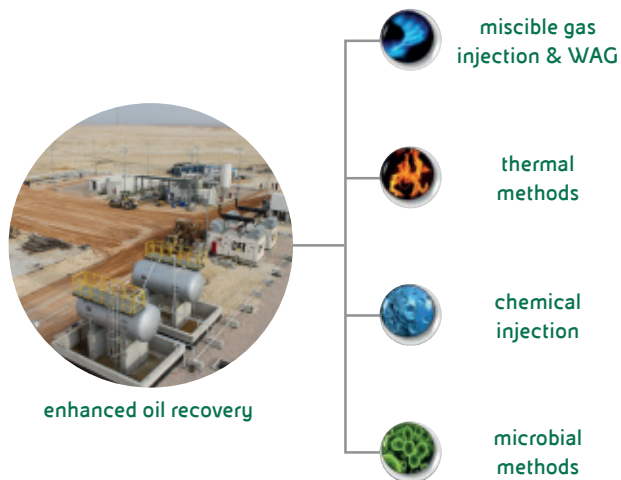 miscible gas
injection & WAG
thermal
methods
chemical
injection
enhanced oil recovery
microbial
methods